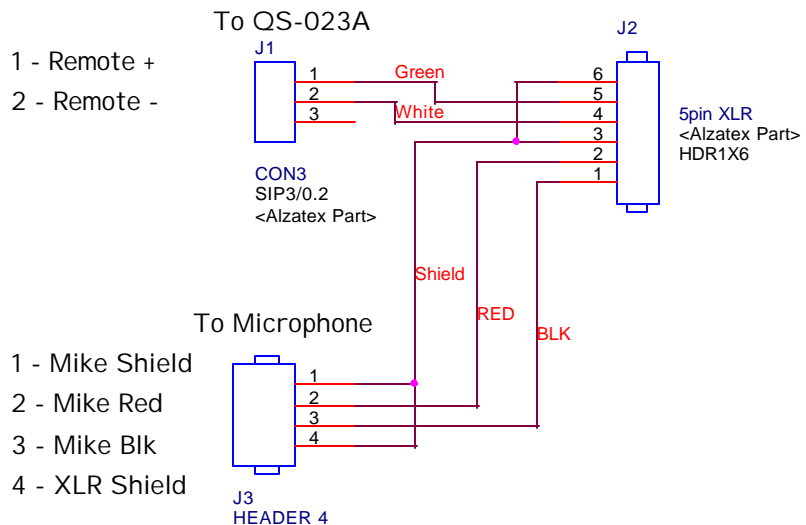 To QS-023A
J1
1 - Remote +
2 - Remote -
1
2
3
Green
White
CON3
SIP3/0.2
<Alzatex Part>
J2
6
5
4
3
2
1
5pin XLR
<Alzatex Part>
HDR1X6
Shield
RED
BLK
To Microphone
1 - Mike Shield
2 - Mike Red
3 - Mike Blk
4 - XLR Shield
1
2
3
4
J3
HEADER 4